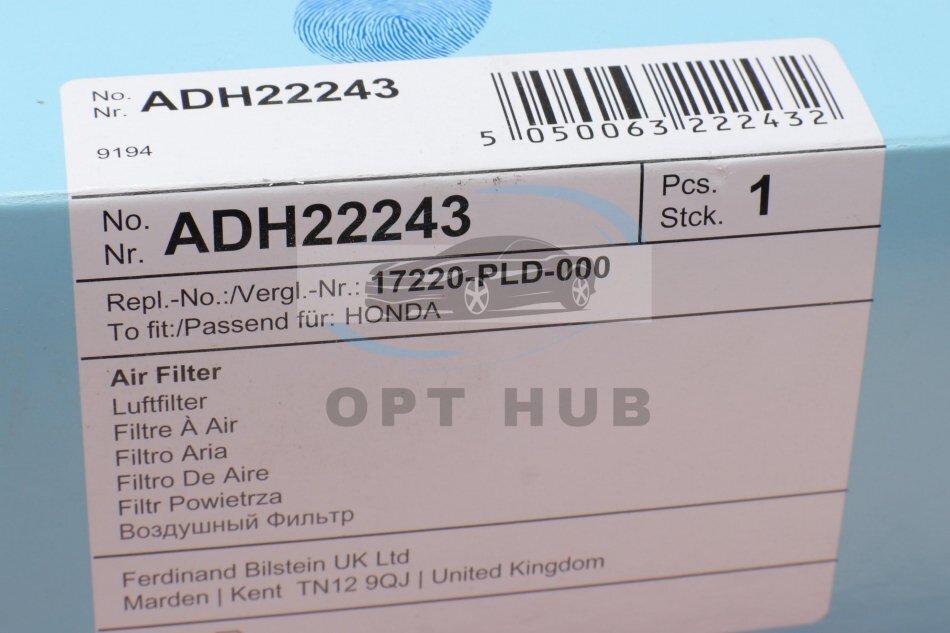 No. ADH22243
Nr.
9194
5 050063 222432
No. ADH22243
Nr.
Pcs. 1
Stck.
Repl.-No.:/Vergl.-Nr.: 17220-PLD-000
To fit:/Passend für: HONDA
Air Filter
Luftfilter
Filtre À Air
Filtro Aria
Filtro De Aire
Filtr Powietrza
Воздушный Фильтр
OPT HUB
Ferdinand Bilstein UK Ltd
Marden | Kent TN12 9QJ | United Kingdom